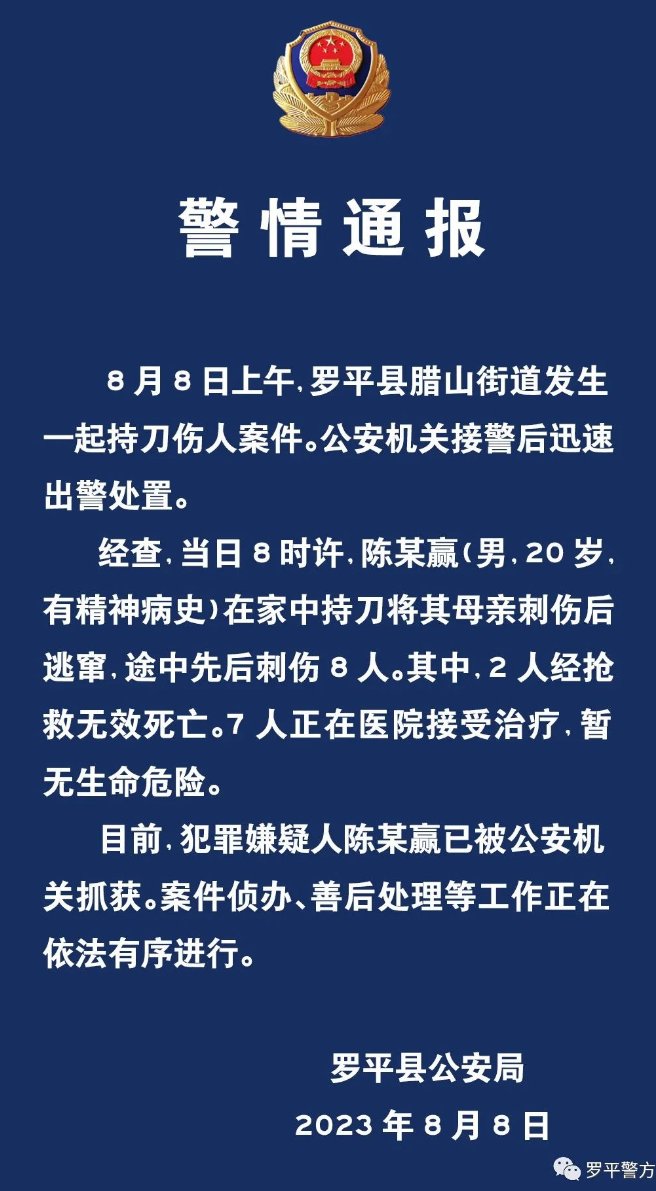 警情通报
8月8日上午,罗平县腊山街道发生
一起持刀伤人案件。公安机关接警后迅速
出警处置。
经查,当日8时许,陈某赢(男,20岁,
有精神病史)在家中持刀将其母亲刺伤后
逃窜,途中先后刺伤8人。其中,2人经抢
救无效死亡。7人正在医院接受治疗,暂
无生命危险。
目前,犯罪嫌疑人陈某赢已被公安机
关抓获。案件侦办、善后处理等工作正在
依法有序进行。
罗平县公安局
2023年8月8日
罗平警方